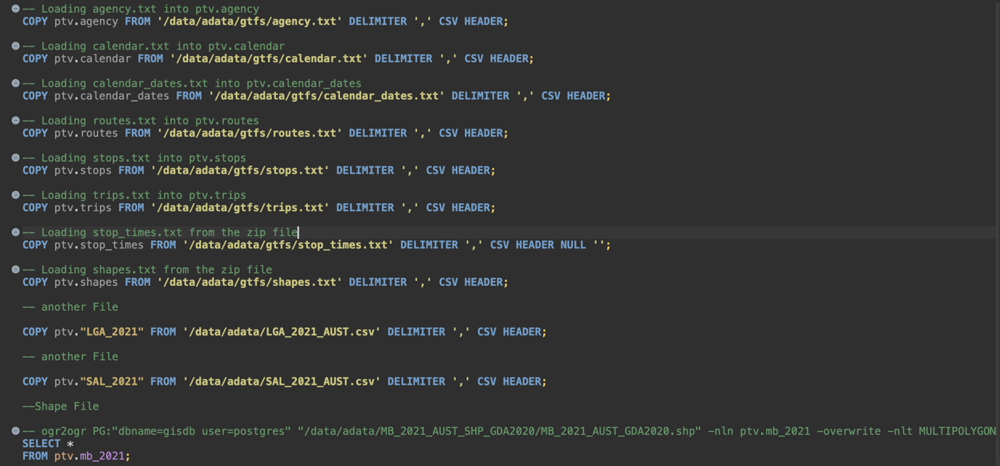 -- Loading agency.txt into ptv.agency
COPY ptv.agency FROM '/data/adata/gtfs/agency.txt' DELIMITER ',' CSV HEADER;
-- Loading calendar.txt into ptv.calendar
COPY ptv.calendar FROM '/data/adata/gtfs/calendar.txt' DELIMITER ',' CSV HEADER;
-- Loading calendar_dates.txt into ptv.calendar_dates
COPY ptv.calendar_dates FROM '/data/adata/gtfs/calendar_dates.txt' DELIMITER ',' CSV HEADER;
-- Loading routes.txt into ptv.routes
COPY ptv.routes FROM '/data/adata/gtfs/routes.txt' DELIMITER ',' CSV HEADER;
-- Loading stops.txt into ptv.stops
COPY ptv.stops FROM '/data/adata/gtfs/stops.txt' DELIMITER ',' CSV HEADER;
-- Loading trips.txt into ptv.trips
COPY ptv.trips FROM '/data/adata/gtfs/trips.txt' DELIMITER ',' CSV HEADER;
-- Loading stop_times.txt from the zip file
COPY ptv.stop_times FROM '/data/adata/gtfs/stop_times.txt' DELIMITER ',' CSV HEADER NULL '';
-- Loading shapes.txt from the zip file
COPY ptv.shapes FROM '/data/adata/gtfs/shapes.txt' DELIMITER ',' CSV HEADER;
-- another File
COPY ptv."LGA_2021" FROM '/data/adata/LGA_2021_AUST.csv' DELIMITER ',' CSV HEADER;
-- another File
COPY ptv."SAL_2021" FROM '/data/adata/SAL_2021_AUST.csv' DELIMITER ',' CSV HEADER;
--Shape File
-- ogr2ogr PG:"dbname=gisdb user=postgres" "/data/adata/MB_2021_AUST_SHP_GDA2020/MB_2021_AUST_GDA2020.shp" -nln ptv.mb_2021 -overwrite -nlt MULTIPOLYGON
SELECT *
FROM ptv.mb_2021;